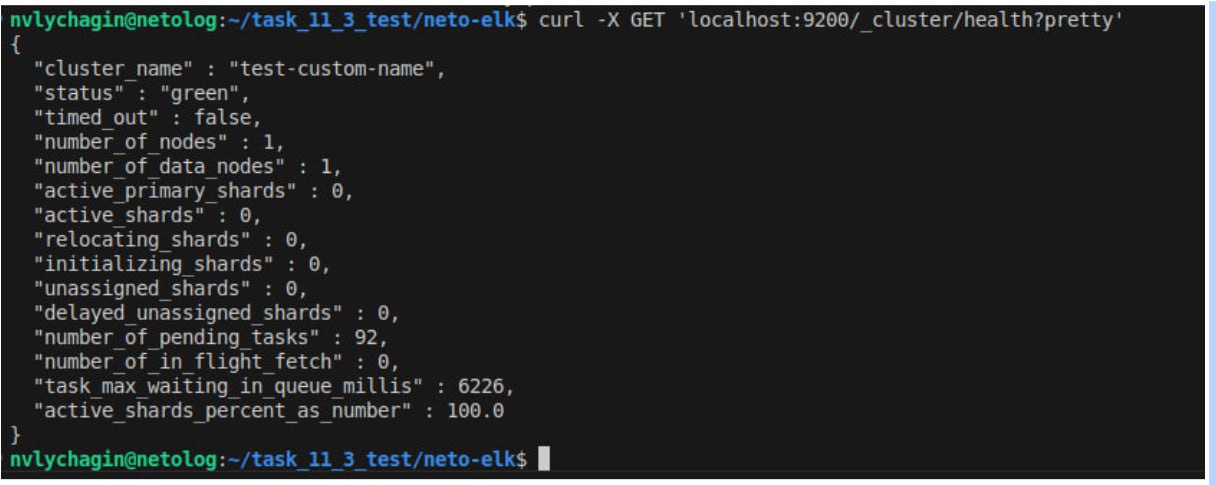 nvlychagin@netolog:~/task_11_3_test/neto-elk$ curl -X GET 'localhost:9200/_cluster/health?pretty'
{
  "cluster_name" : "test-custom-name",
  "status" : "green",
  "timed_out" : false,
  "number_of_nodes" : 1,
  "number_of_data_nodes" : 1,
  "active_primary_shards" : 0,
  "active_shards" : 0,
  "relocating_shards" : 0,
  "initializing_shards" : 0,
  "unassigned_shards" : 0,
  "delayed_unassigned_shards" : 0,
  "number_of_pending_tasks" : 92,
  "number_of_in_flight_fetch" : 0,
  "task_max_waiting_in_queue_millis" : 6226,
  "active_shards_percent_as_number" : 100.0
}
nvlychagin@netolog:~/task_11_3_test/neto-elk$